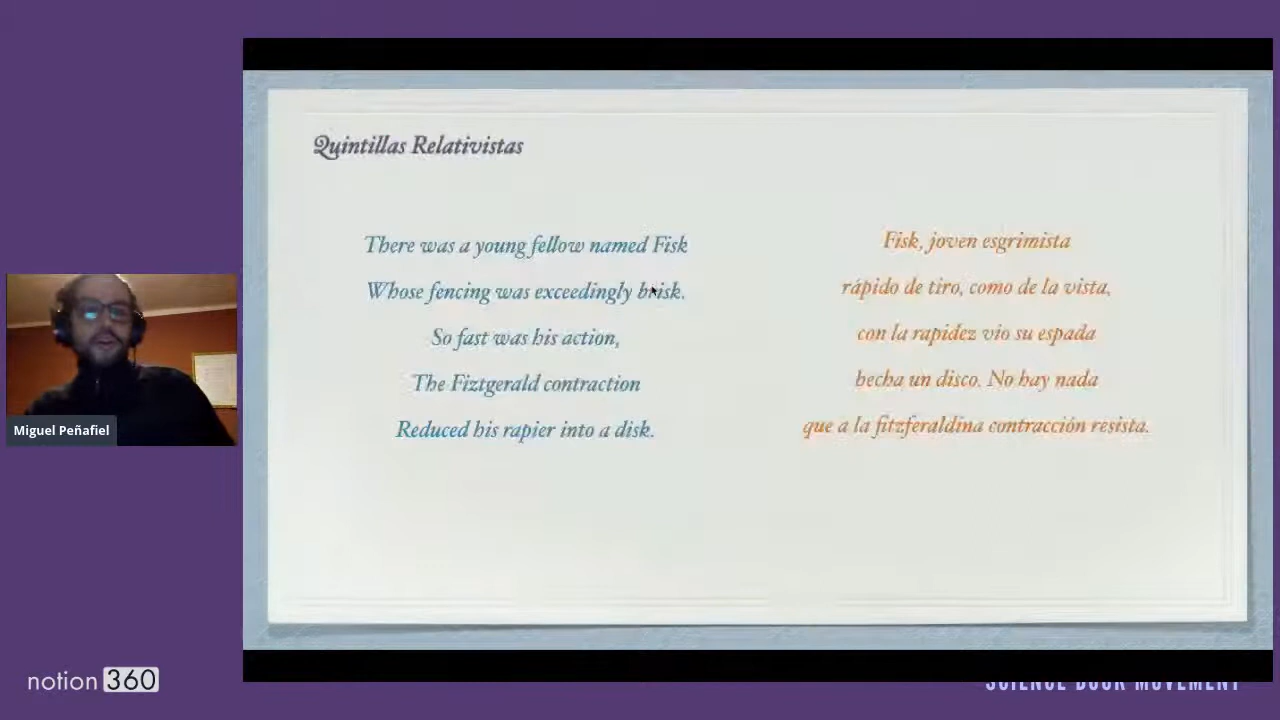 Quintillas Relativistas
There was a young fellow named Fisk
Whose fencing was exceedingly brisk.
So fast was his action,
The Fiztgerald contraction
Reduced his rapier into a disk.
Fisk, joven esgrimista
rápido de tiro, como de la vista,
con la rapidez vio su espada
hecha un disco. No hay nada
que a la fitzferaldina contracción resista.
Miguel Peñafiel
notion 360
SCIENCE BOOK MOVEMENT